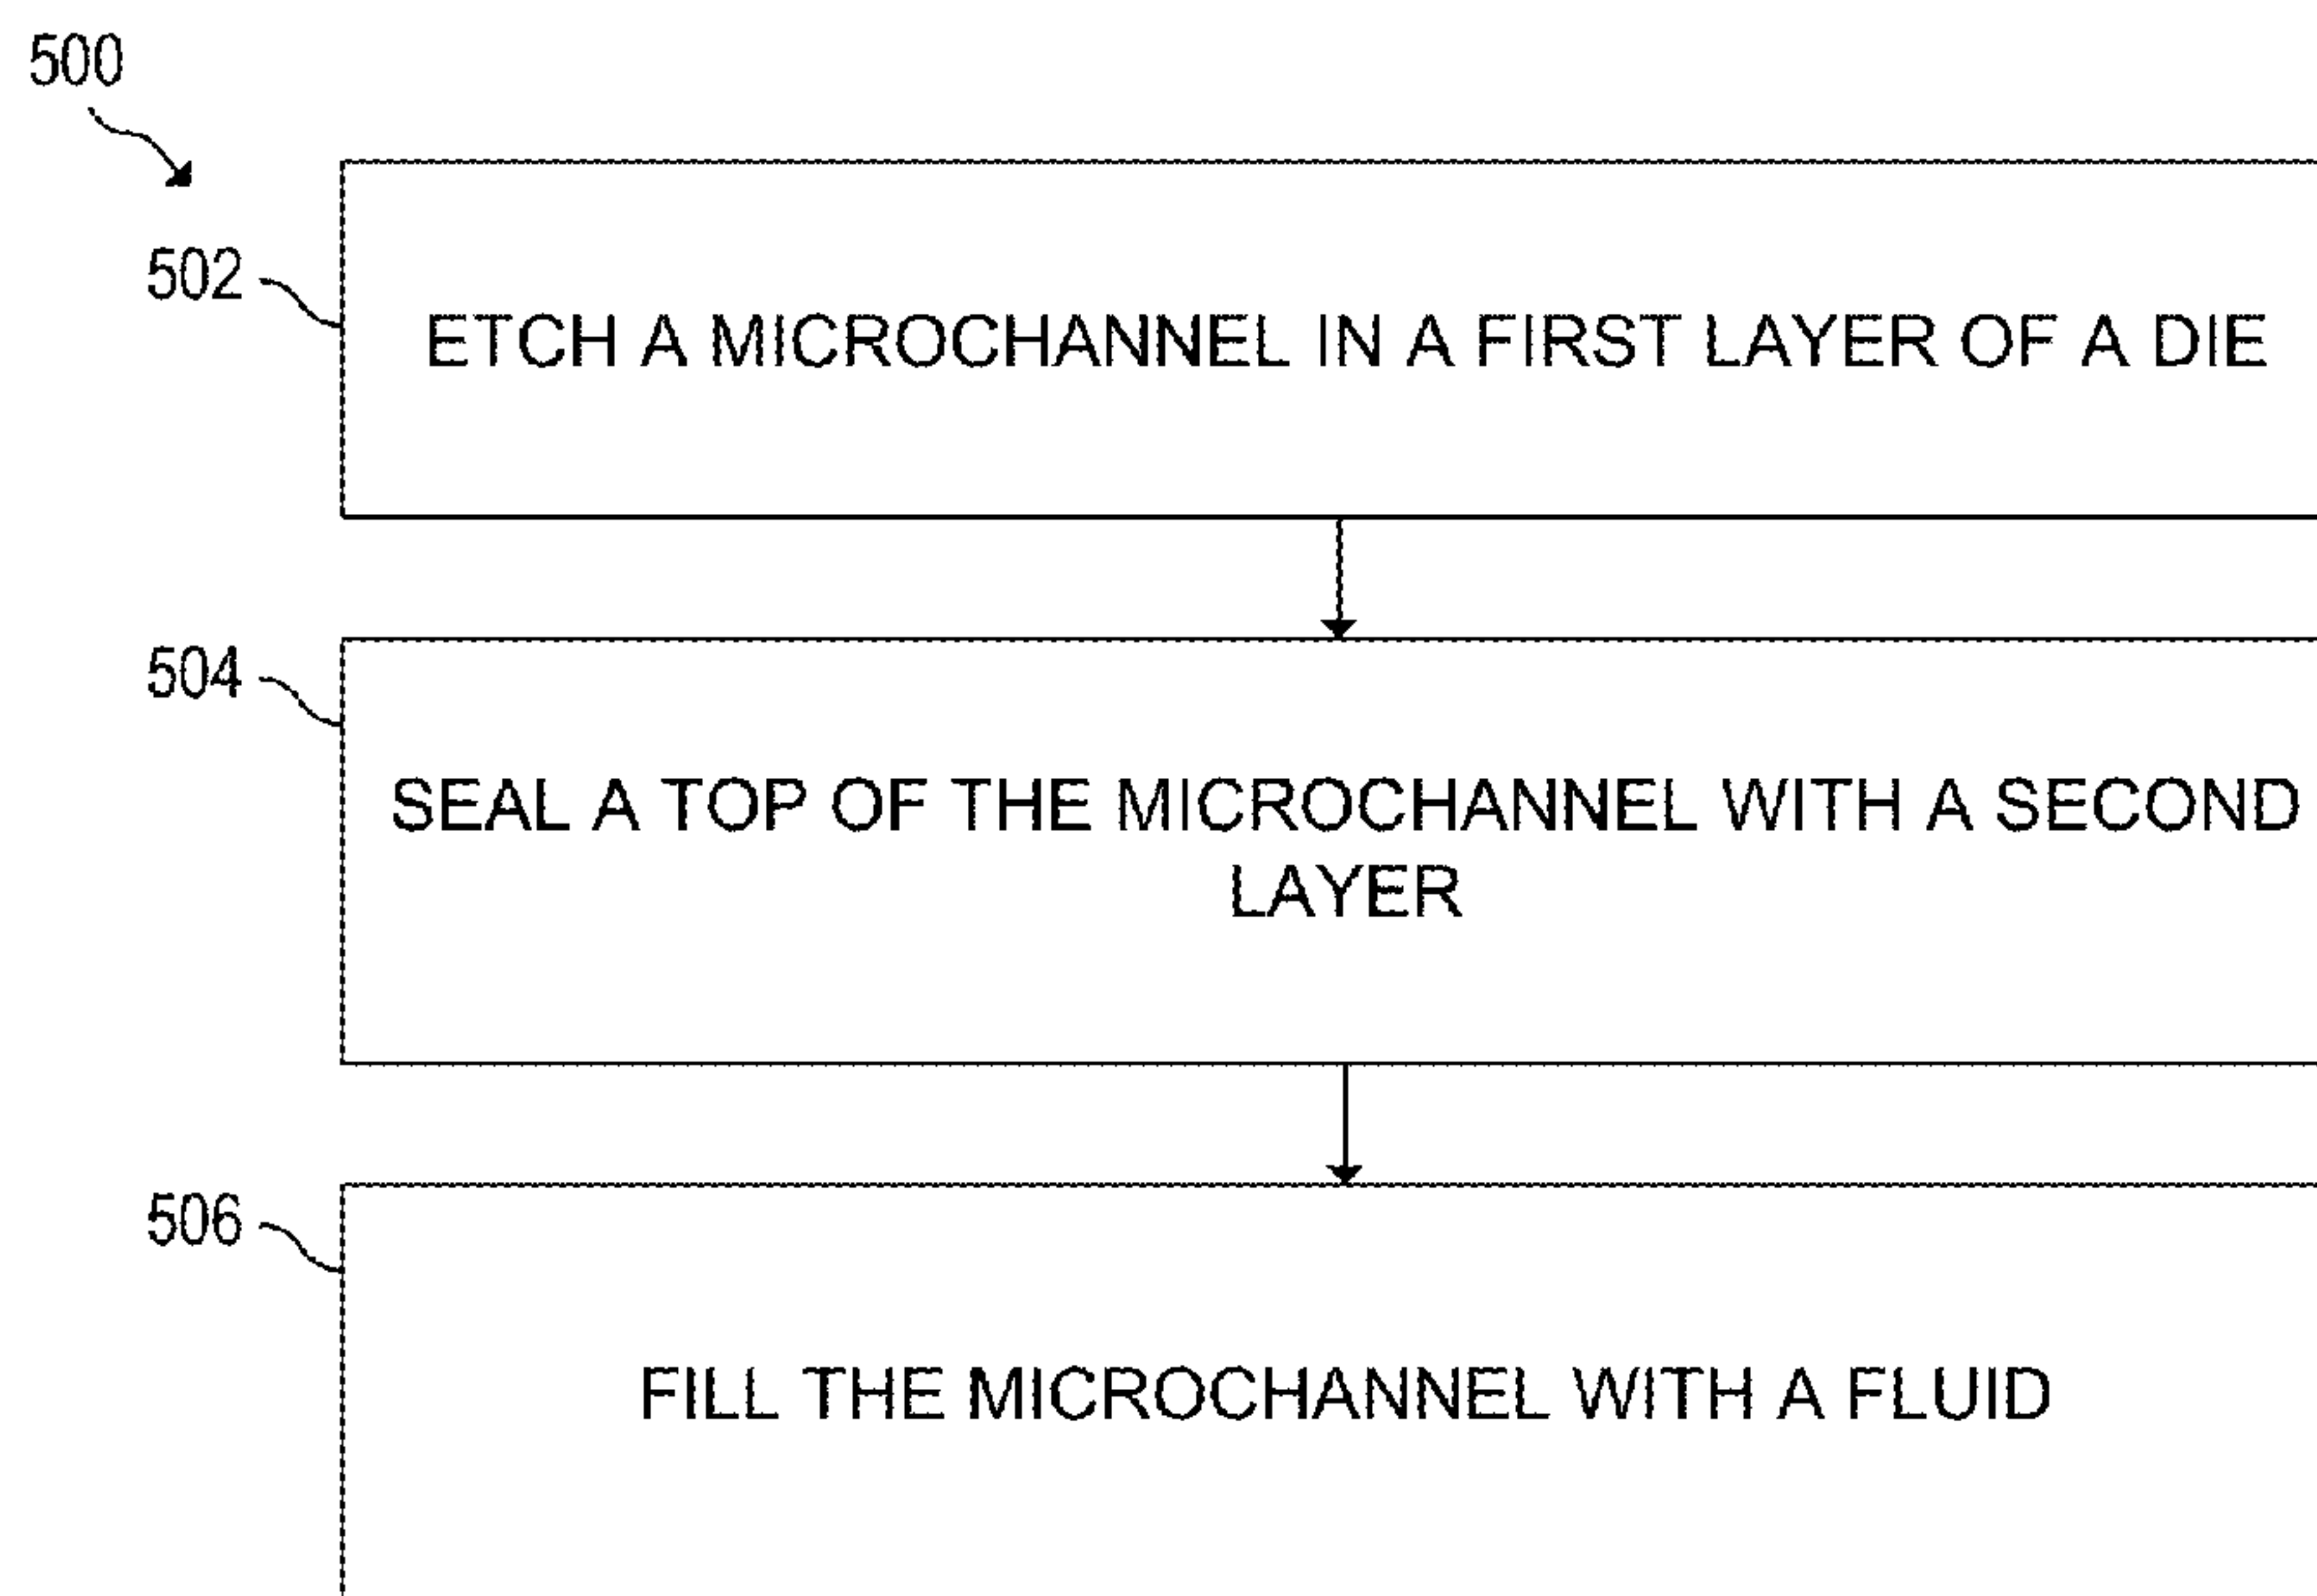 500
502
ETCH A MICROCHANNEL IN A FIRST LAYER OF A DIE
504
SEAL A TOP OF THE MICROCHANNEL WITH A SECOND
LAYER
506
FILL THE MICROCHANNEL WITH A FLUID